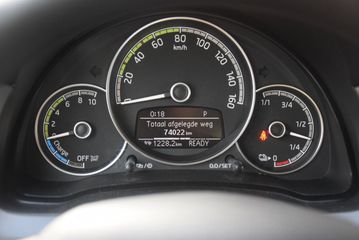 0 20 40 60 80 100 120 140 160
km/h
0:18 P
Totaal afgelegde weg
74022 km
1228.2 km READY
2 4 6 8 10
Charge
OFF
1/1 3/4 1/2 1/4 0
0.0/SET